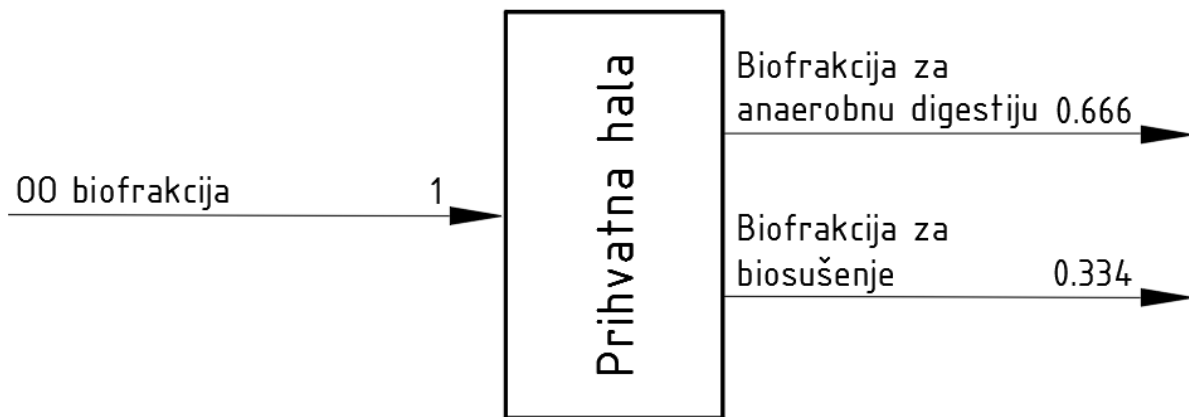 OO biofrakcija 1
Prihvatna hala
Biofrakcija za
anaerobnu digestiju 0.666
Biofrakcija za
biosušenje 0.334